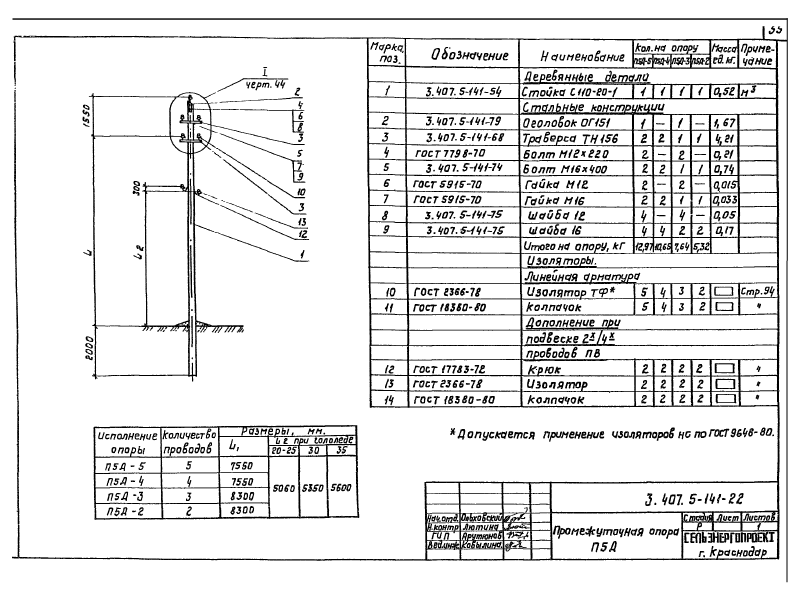 55
I
черт. 44
2
4
6
8
3
5
7
9
10
3
13
12
1
1550
300
L
L2
2000
Марка, поз. Обозначение Наименование Кол. на опору Масса ед. кг. Приме-чание
П5Д-5 П5Д-4 П5Д-3 П5Д-2
Деревянные детали
1 3.407.5-141-54 Стойка С110-20-1 1 1 1 1 0,52 м³
Стальные конструкции
2 3.407.5-141-79 Оголовок ОГ151 1 — 1 — 1,67
3 3.407.5-141-68 Траверса ТН156 2 2 1 1 4,21
4 ГОСТ 7798-70 Болт М12×220 2 — 2 — 0,21
5 3.407.5-141-74 Болт М16×400 2 2 1 1 0,74
6 ГОСТ 5915-70 Гайка М12 2 — 2 — 0,015
7 ГОСТ 5915-70 Гайка М16 2 2 1 1 0,033
8 3.407.5-141-75 Шайба 12 4 — 4 — 0,05
9 3.407.5-141-75 Шайба 16 4 4 2 2 0,17
Итого на опору, кг 12,97 10,65 7,64 5,32
Изоляторы.
Линейная арматура
10 ГОСТ 2366-78 Изолятор ТФ* 5 4 3 2 Стр.94
11 ГОСТ 18380-80 Колпачок 5 4 3 2 "
Дополнение при
подвеске 2х/4х
проводов ПВ
12 ГОСТ 17783-72 Крюк 2 2 2 2 "
13 ГОСТ 2366-78 Изолятор 2 2 2 2 "
14 ГОСТ 18380-80 Колпачок 2 2 2 2 "
* Допускается применение изоляторов НС по ГОСТ 9648-80.
Исполнение опоры Количество проводов Размеры, мм.
L1 L2 при гололеде
20-25 30 35
П5Д-5 5 7550
П5Д-4 4 7550
5060 5350 5600
П5Д-3 3 8300
П5Д-2 2 8300
3.407.5-141-22
Нач.отд. Ольховский
Н.контр Лютина
ГИП Арутюнов
Вед.инж Кобылина
Промежуточная опора
П5Д
Стадия Лист Листов
Р 1
СЕЛЬЭНЕРГОПРОЕКТ
г. Краснодар